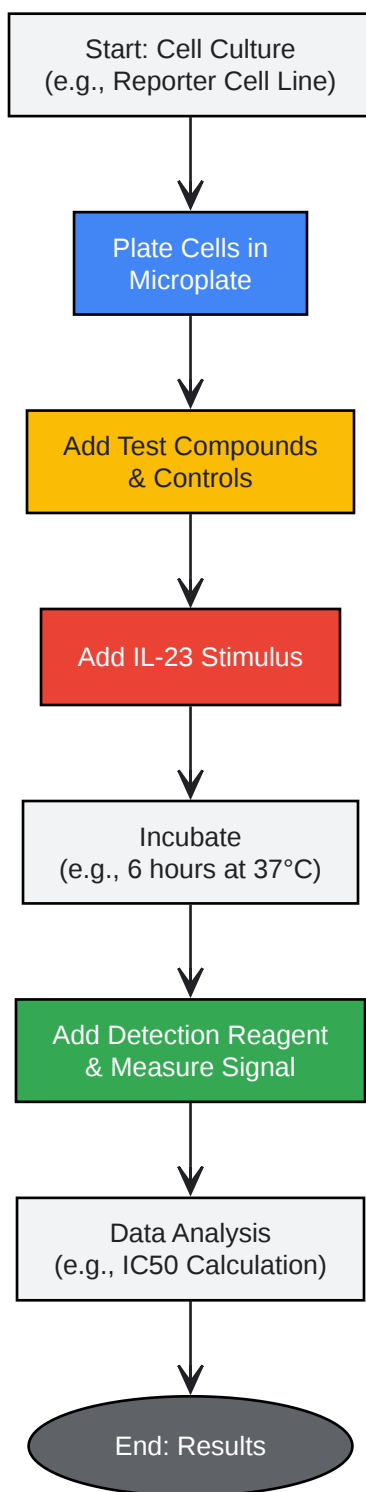 Start: Cell Culture
(e.g., Reporter Cell Line)
Plate Cells in
Microplate
Add Test Compounds
& Controls
Add IL-23 Stimulus
Incubate
(e.g., 6 hours at 37°C)
Add Detection Reagent
& Measure Signal
Data Analysis
(e.g., IC50 Calculation)
End: Results